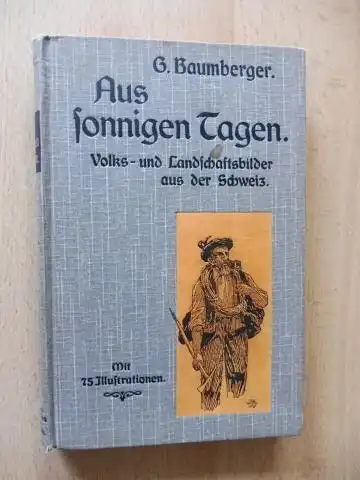 G. Baumberger.
Aus
sonnigen Tagen.
Volks- und Landschaftsbilder
aus der Schweiz.
Mit
75 Illustrationen.